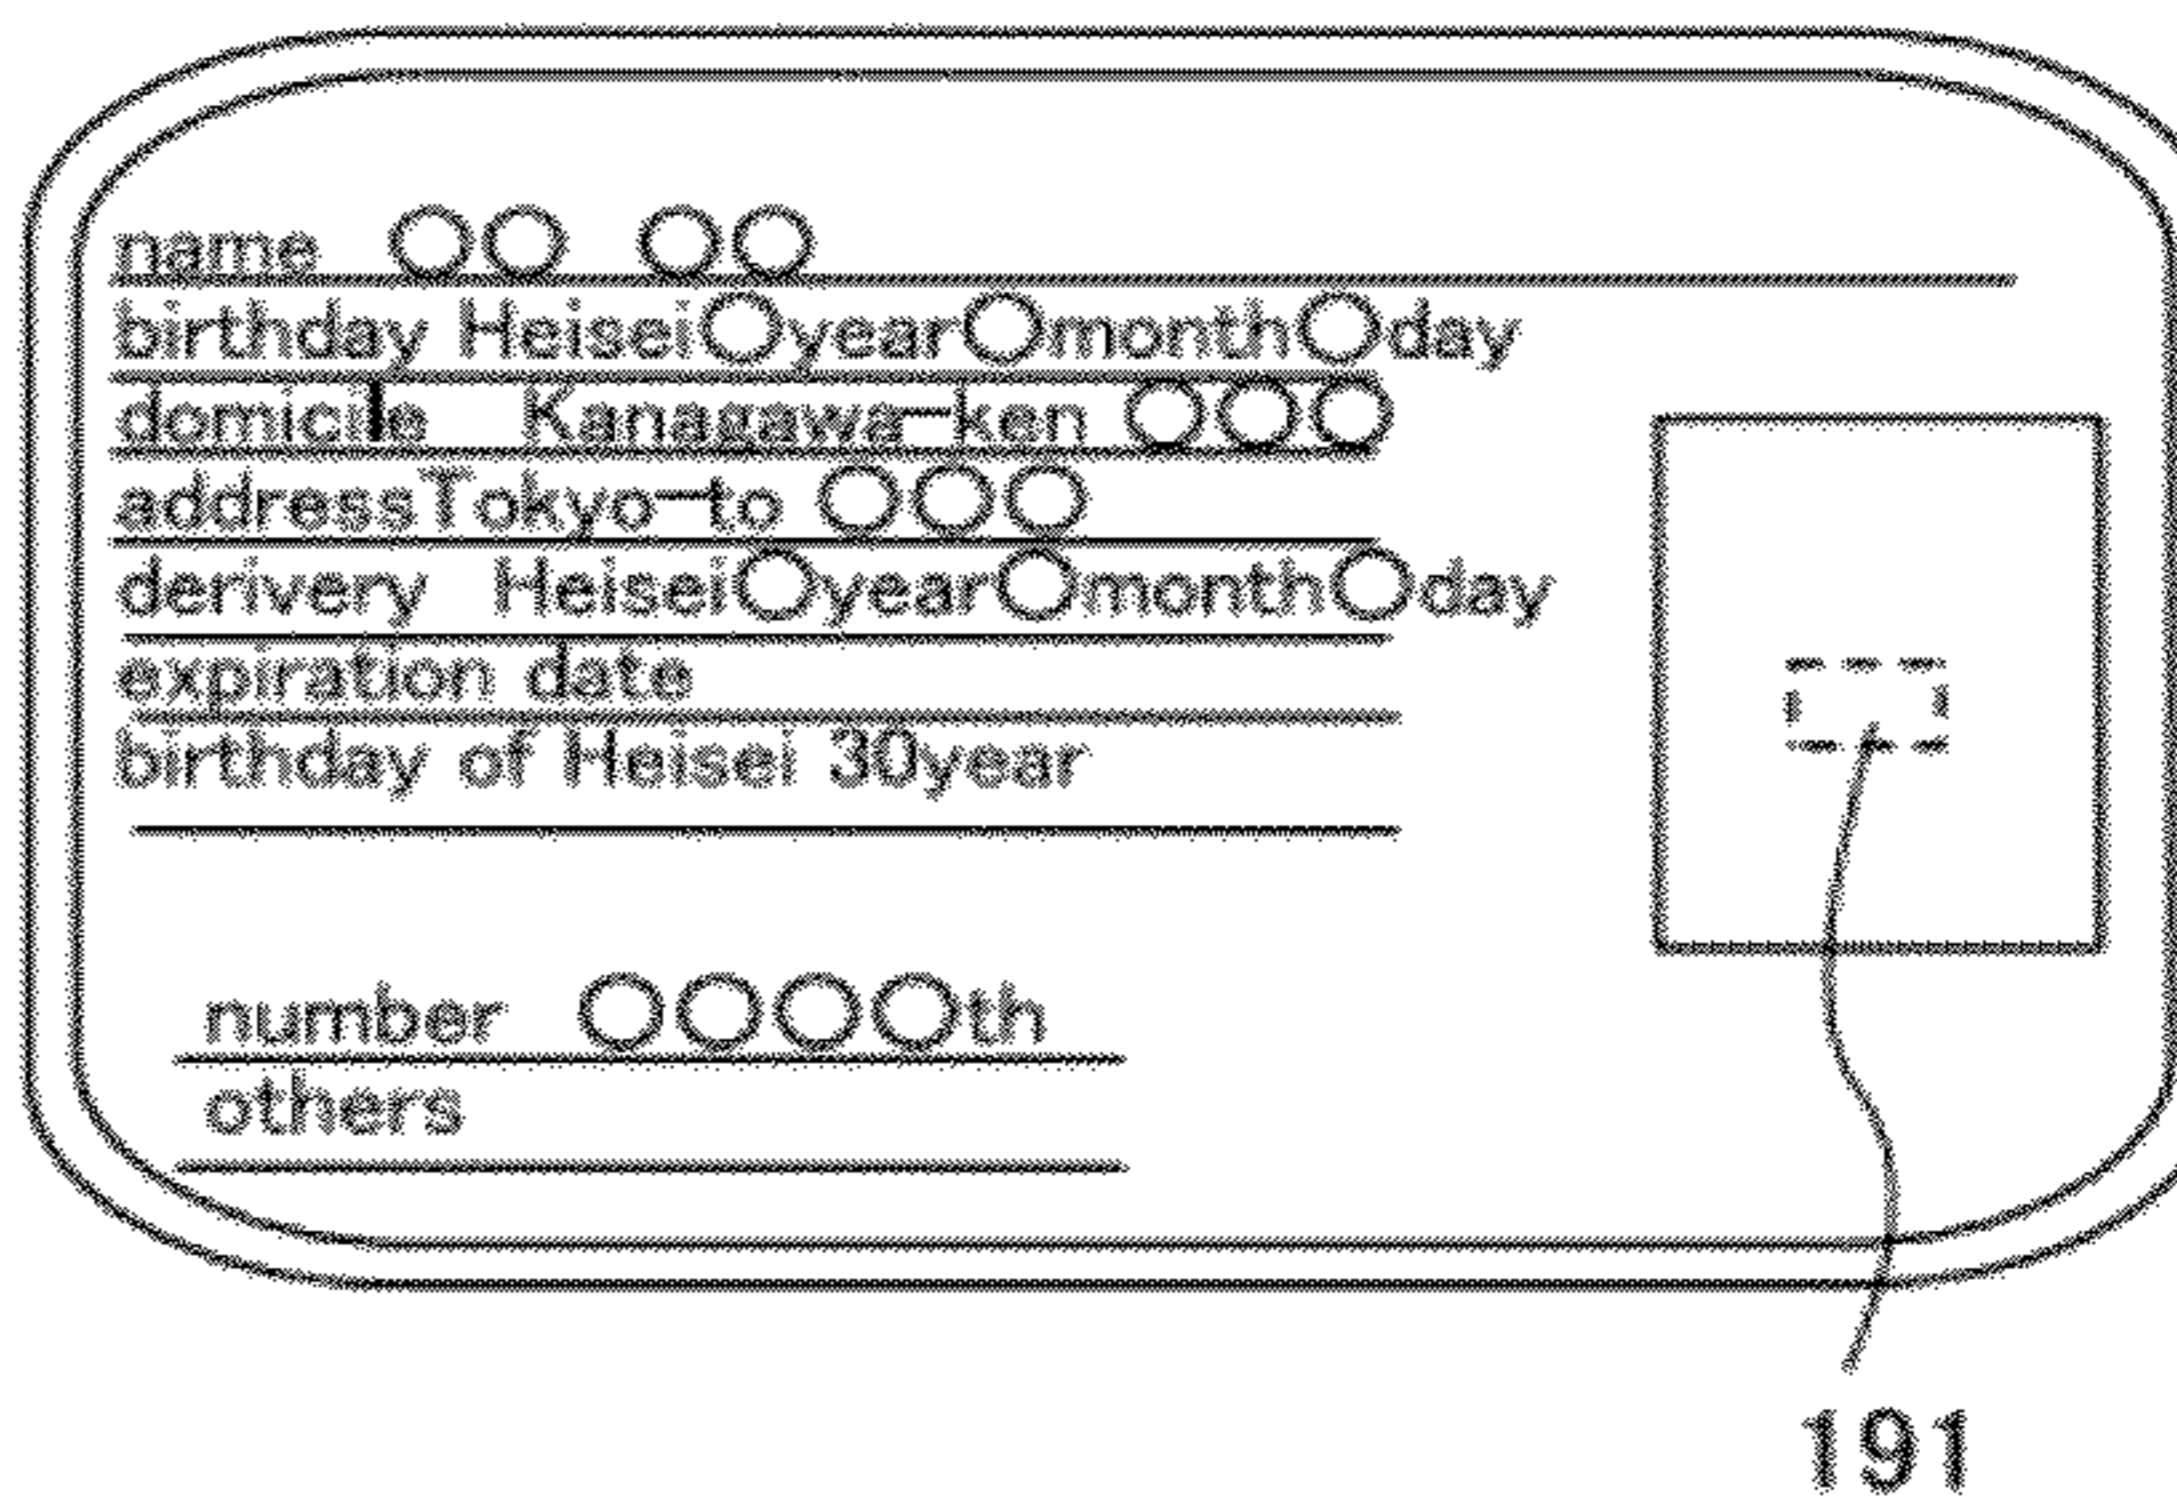 name ○○ ○○
birthday Heisei○year○month○day
domicile Kanagawa-ken ○○○
addressTokyo-to ○○○
derivery Heisei○year○month○day
expiration date
birthday of Heisei 30year
number ○○○○th
others
191